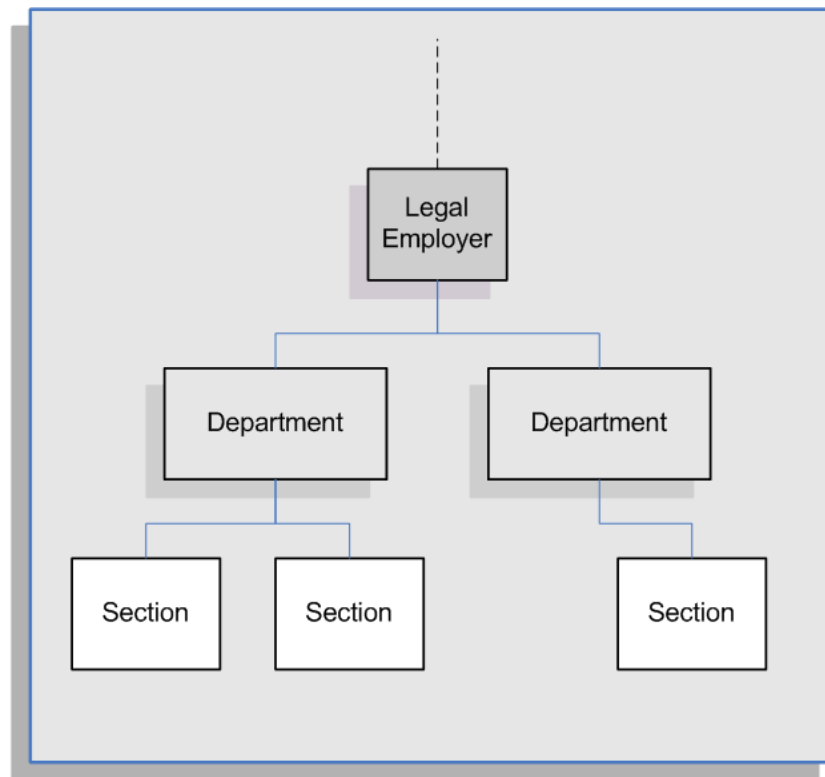 Legal
Employer
Department
Department
Section
Section
Section